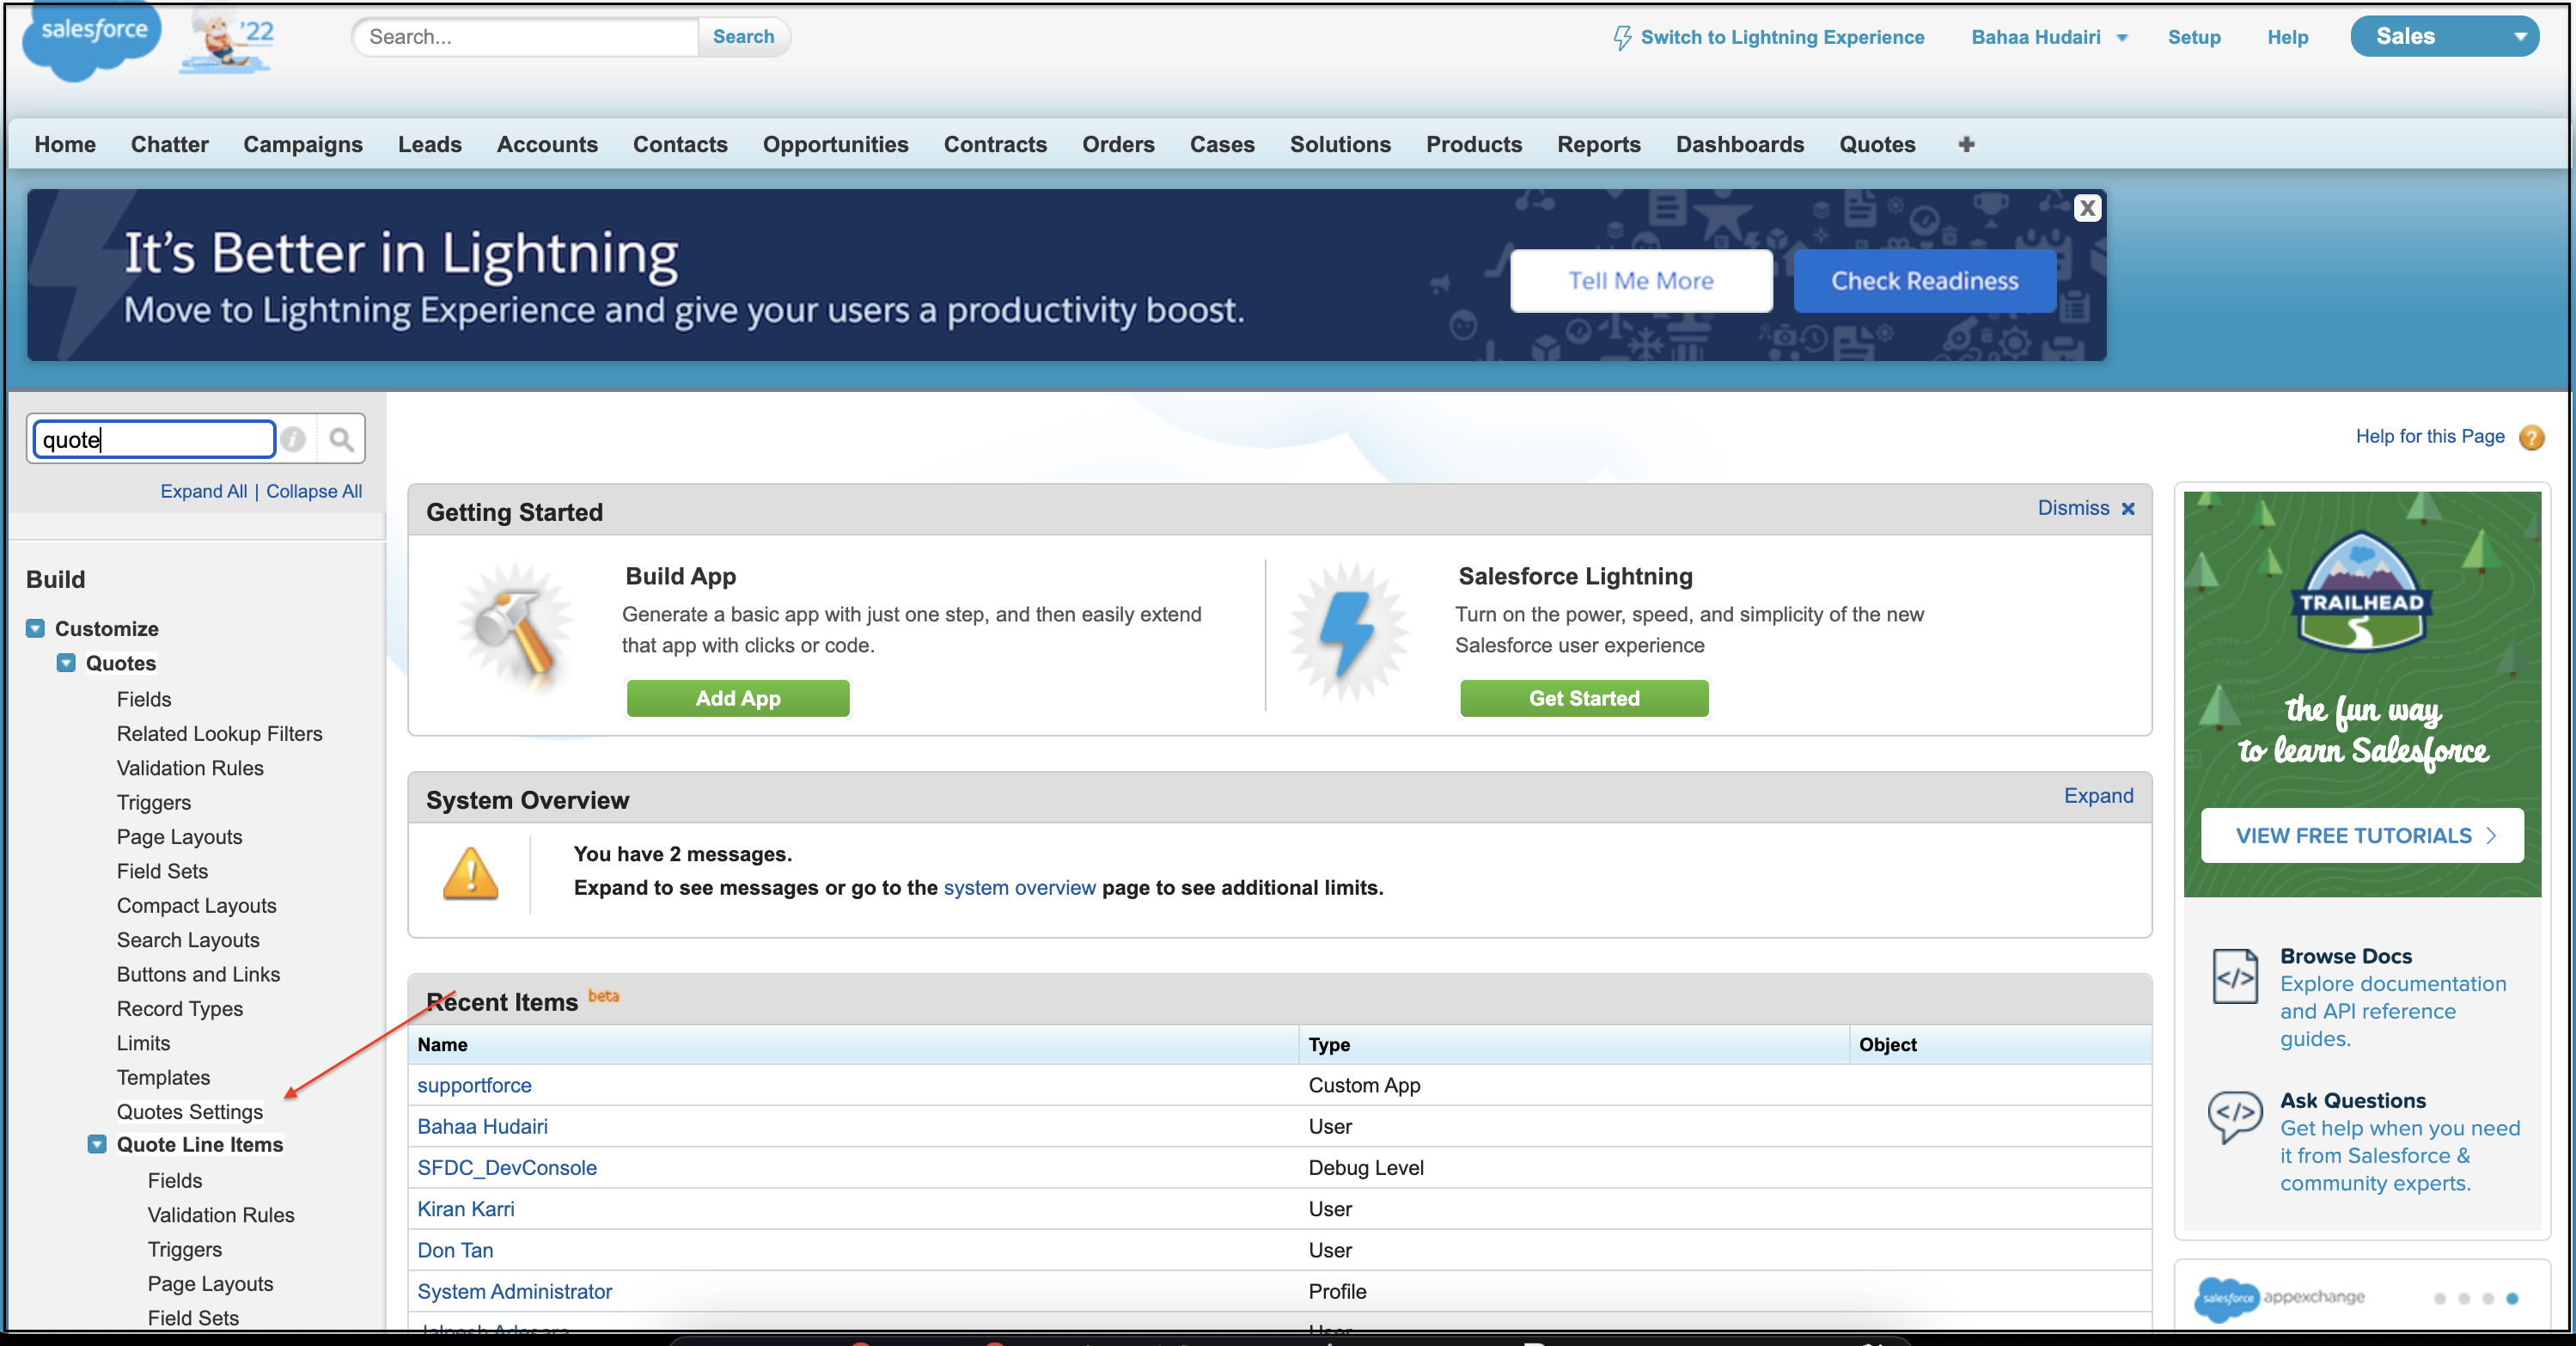 salesforce
'22
Search...
Search
Switch to Lightning Experience
Bahaa Hudairi
Setup
Help
Sales
Home Chatter Campaigns Leads Accounts Contacts Opportunities Contracts Orders Cases Solutions Products Reports Dashboards Quotes +
It's Better in Lightning
Move to Lightning Experience and give your users a productivity boost.
Tell Me More
Check Readiness
X
quote
Expand All | Collapse All
Build
Customize
Quotes
Fields
Related Lookup Filters
Validation Rules
Triggers
Page Layouts
Field Sets
Compact Layouts
Search Layouts
Buttons and Links
Record Types
Limits
Templates
Quotes Settings
Quote Line Items
Fields
Validation Rules
Triggers
Page Layouts
Field Sets
Help for this Page ?
Getting Started
Dismiss
Build App
Generate a basic app with just one step, and then easily extend
that app with clicks or code.
Add App
Salesforce Lightning
Turn on the power, speed, and simplicity of the new
Salesforce user experience
Get Started
System Overview
Expand
You have 2 messages.
Expand to see messages or go to the system overview page to see additional limits.
Recent Items beta
Name Type Object
supportforce Custom App
Bahaa Hudairi User
SFDC_DevConsole Debug Level
Kiran Karri User
Don Tan User
System Administrator Profile
User
TRAILHEAD
the fun way
to learn Salesforce
VIEW FREE TUTORIALS
Browse Docs
Explore documentation
and API reference
guides.
Ask Questions
Get help when you need
it from Salesforce &
community experts.
salesforce appexchange